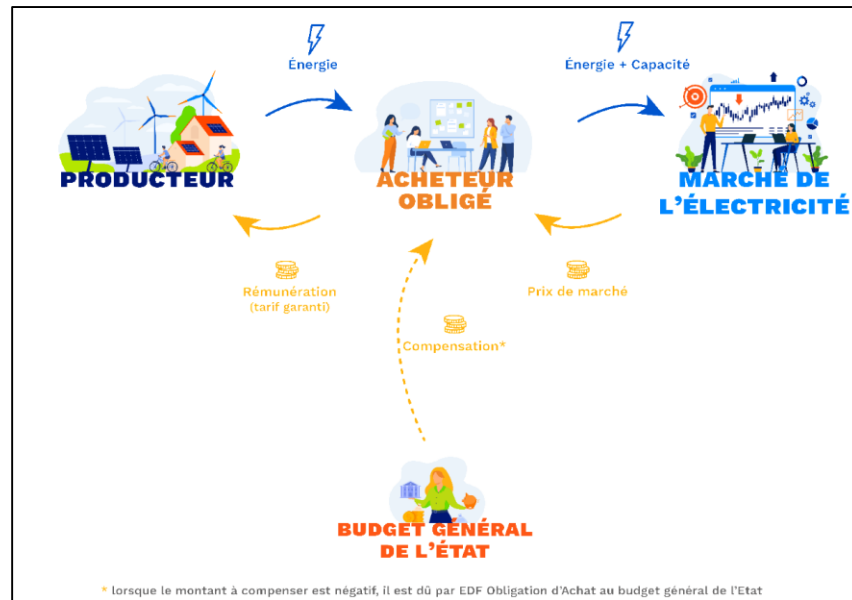 Énergie
Énergie + Capacité
PRODUCTEUR
ACHETEUR
OBLIGÉ
MARCHÉ DE
L'ÉLECTRICITÉ
Rémunération
(tarif garanti)
Prix de marché
Compensation*
BUDGET GÉNÉRAL
DE L'ÉTAT
* lorsque le montant à compenser est négatif, il est dû par EDF Obligation d'Achat au budget général de l'Etat